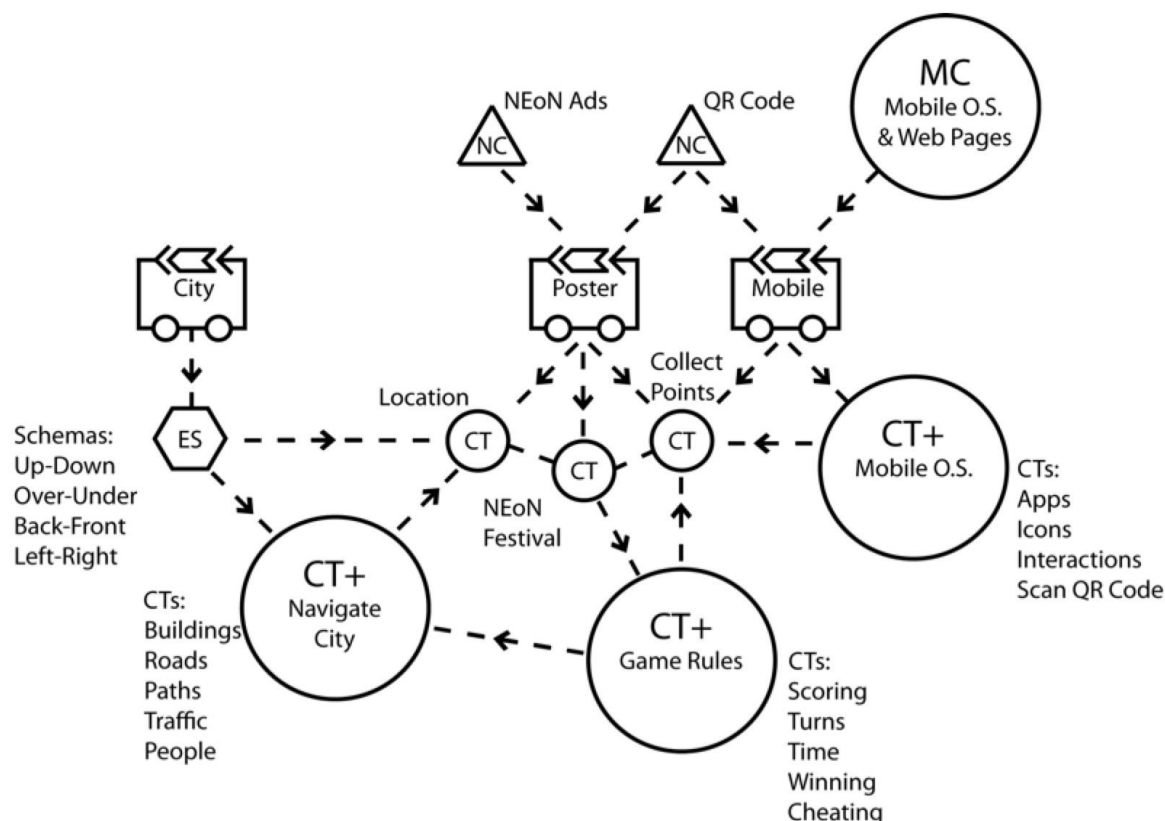 NEoN Ads
QR Code
MC
Mobile O.S.
& Web Pages
NC
NC
City
Poster
Mobile
Location
Collect
Points
ES
CT
CT
CT
CT+
Mobile O.S.
Schemas:
Up-Down
Over-Under
Back-Front
Left-Right
NEoN
Festival
CTs:
Apps
Icons
Interactions
Scan QR Code
CT+
Navigate
City
CTs:
Buildings
Roads
Paths
Traffic
People
CT+
Game Rules
CTs:
Scoring
Turns
Time
Winning
Cheating